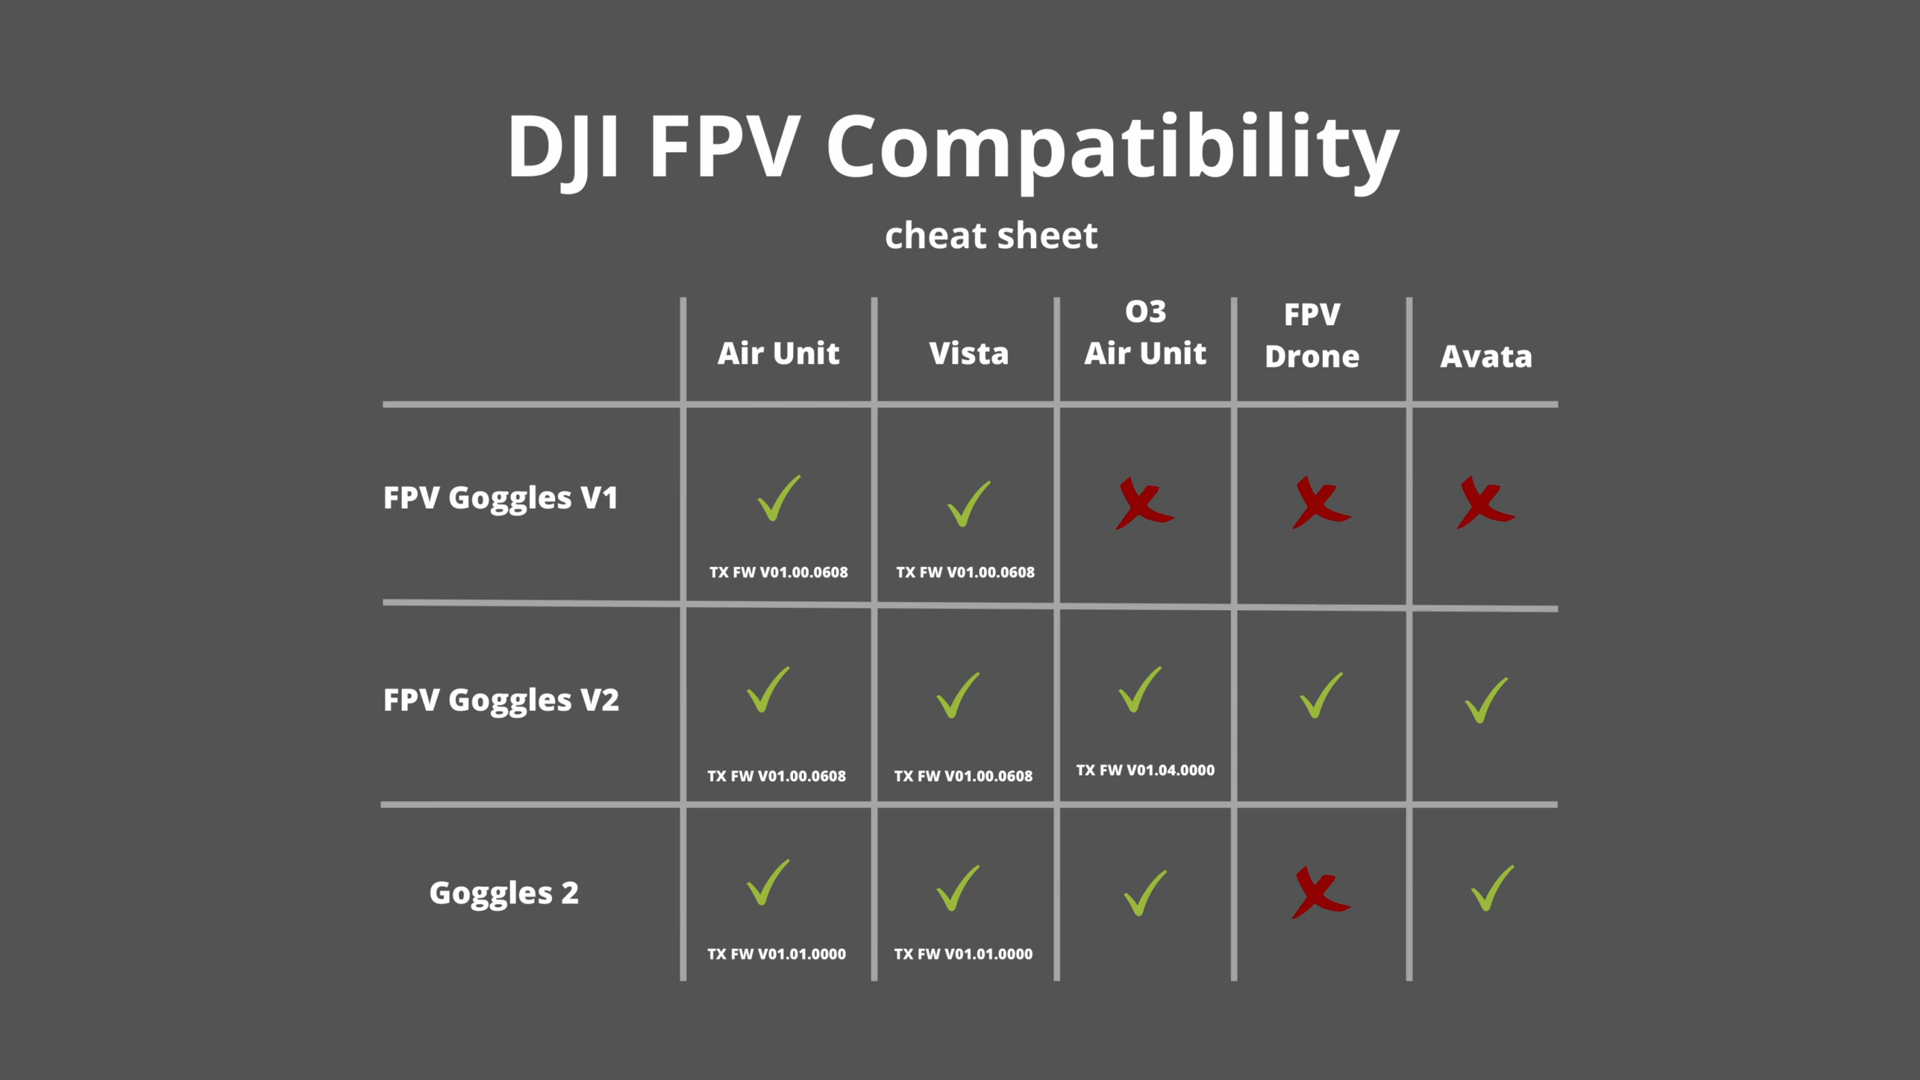 DJI FPV Compatibility
cheat sheet
Air Unit
Vista
O3
Air Unit
FPV
Drone
Avata
FPV Goggles V1
TX FW V01.00.0608
TX FW V01.00.0608
FPV Goggles V2
TX FW V01.00.0608
TX FW V01.00.0608
TX FW V01.04.0000
Goggles 2
TX FW V01.01.0000
TX FW V01.01.0000